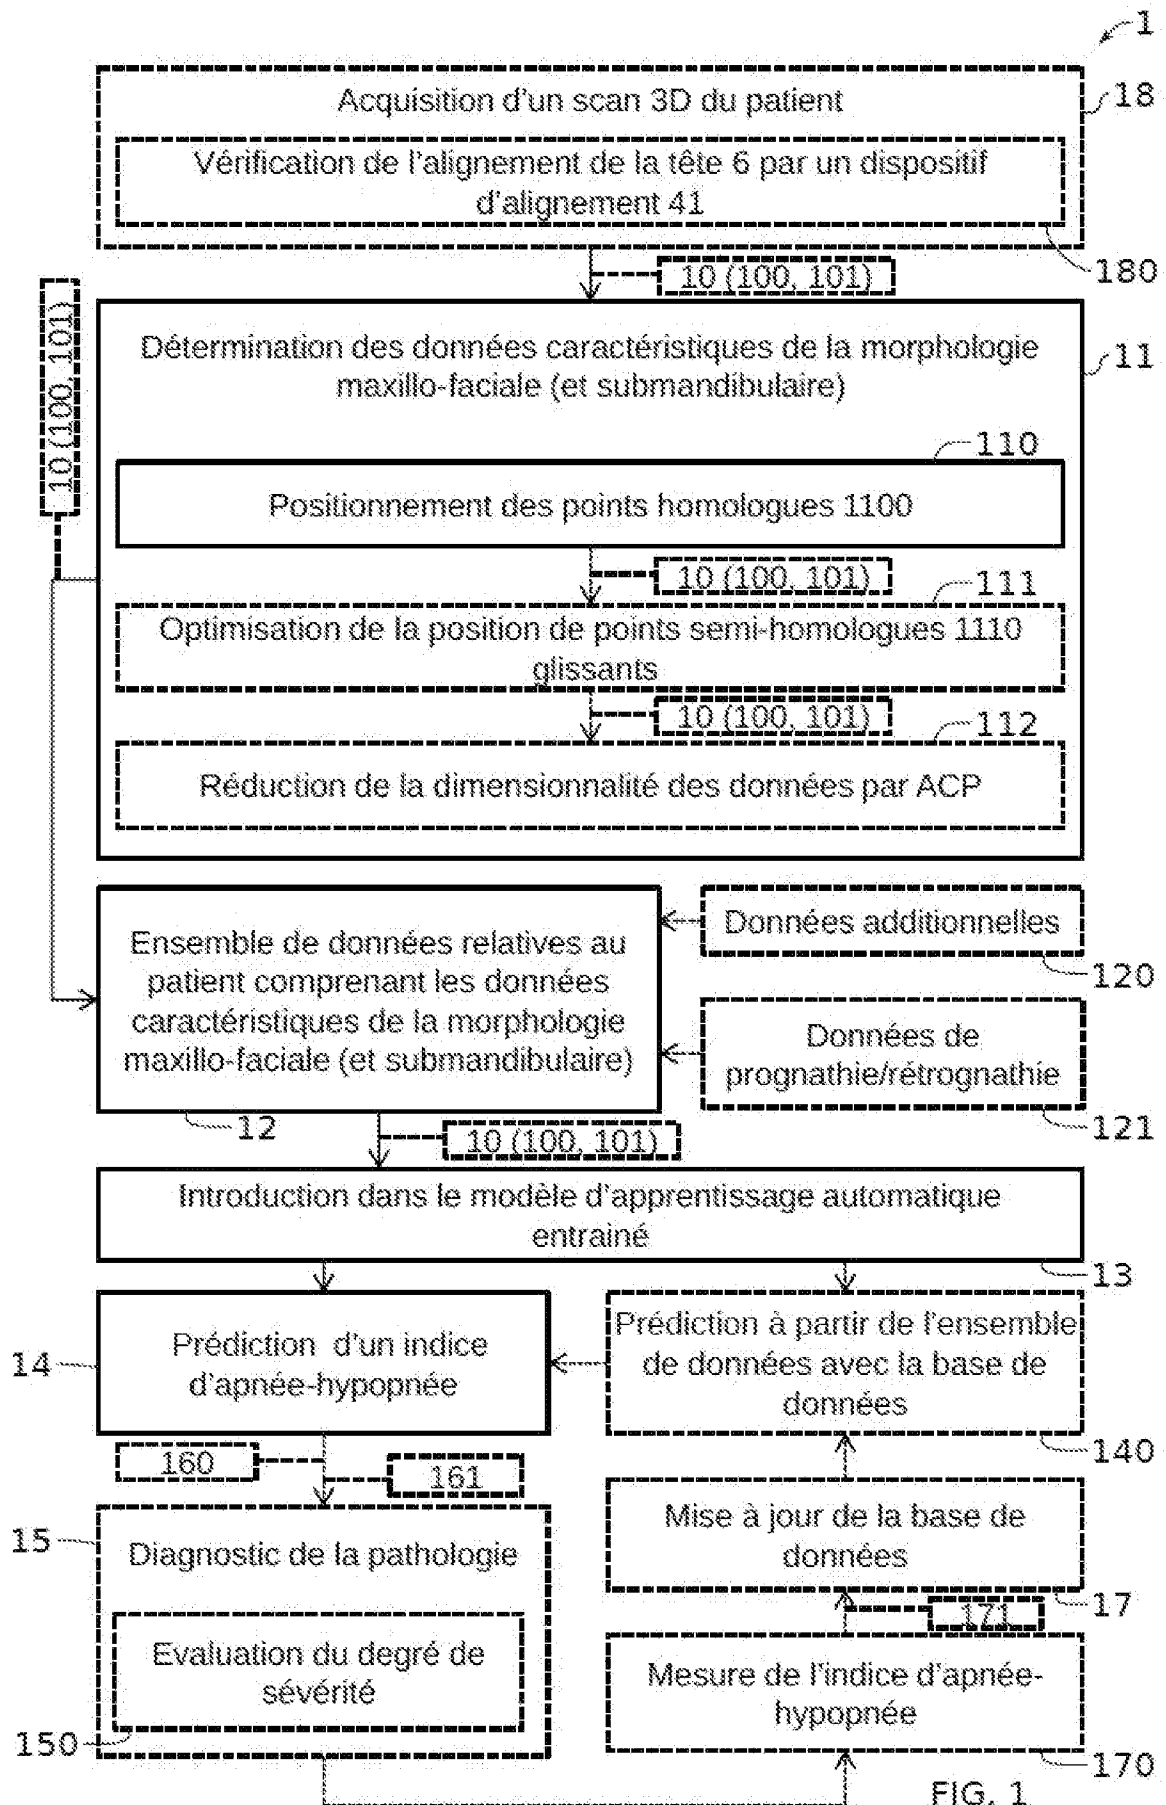 1
Acquisition d'un scan 3D du patient
18
Vérification de l'alignement de la tête 6 par un dispositif
d'alignement 41
180
10 (100, 101)
10 (100, 101)
Détermination des données caractéristiques de la morphologie
maxillo-faciale (et submandibulaire)
11
110
Positionnement des points homologues 1100
10 (100, 101)
111
Optimisation de la position de points semi-homologues 1110
glissants
10 (100, 101)
112
Réduction de la dimensionnalité des données par ACP
Ensemble de données relatives au
patient comprenant les données
caractéristiques de la morphologie
maxillo-faciale (et submandibulaire)
12
Données additionnelles
120
Données de
prognathie/rétrognathie
121
10 (100, 101)
Introduction dans le modèle d'apprentissage automatique
entrainé
13
14
Prédiction d'un indice
d'apnée-hypopnée
Prédiction à partir de l'ensemble
de données avec la base de
données
140
160
161
15
Diagnostic de la pathologie
Evaluation du degré de
sévérité
150
Mise à jour de la base de
données
17
171
Mesure de l'indice d'apnée-
hypopnée
170
FIG. 1